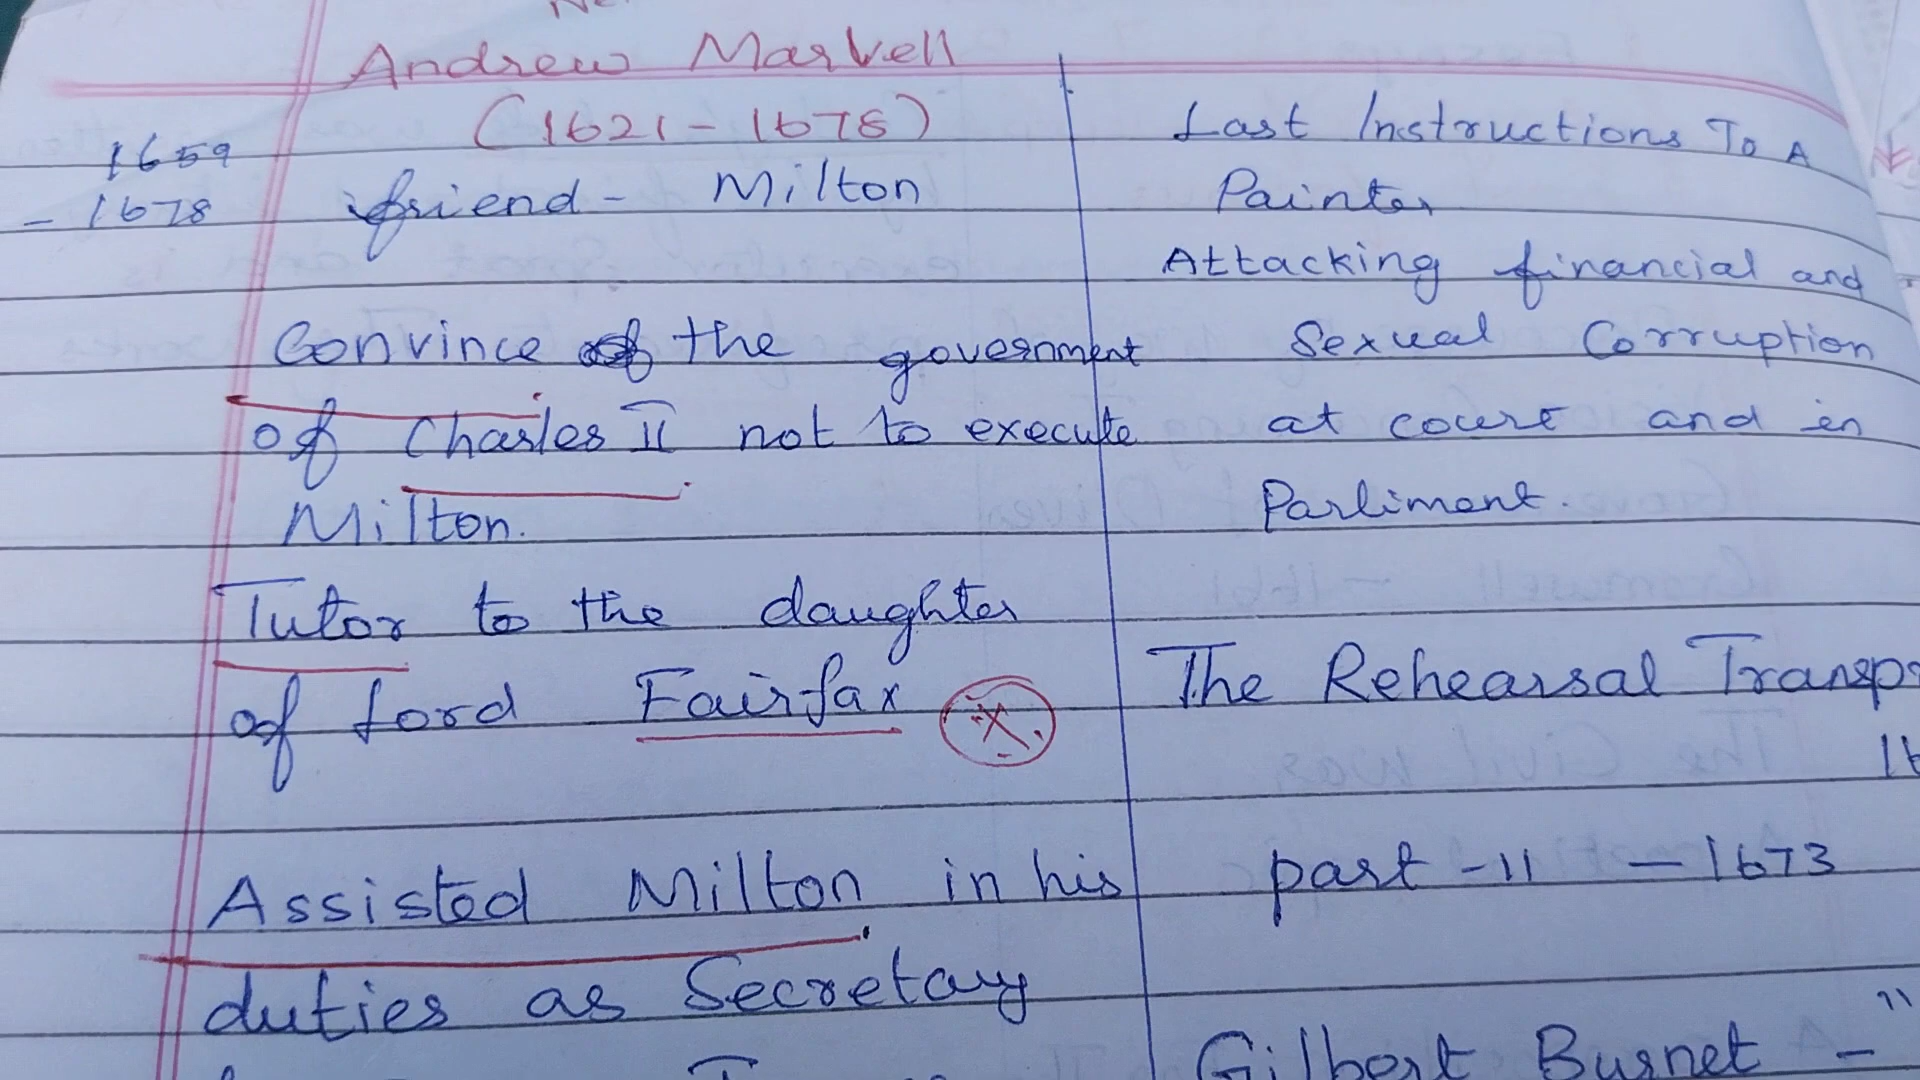 Andrew Marvell
(1621-1678)
1659
- 1678
friend - Milton
Convince the government
of Charles II not to execute
Milton.
Tutor to the daughter
of Lord Fairfax
Assisted Milton in his
duties as Secretary
Last Instructions To A
Painter
Attacking financial and
Sexual Corruption
at court and in
Parliment.
The Rehearsal Transp
16
part -11 - 1673
Gilbert Burnet - "